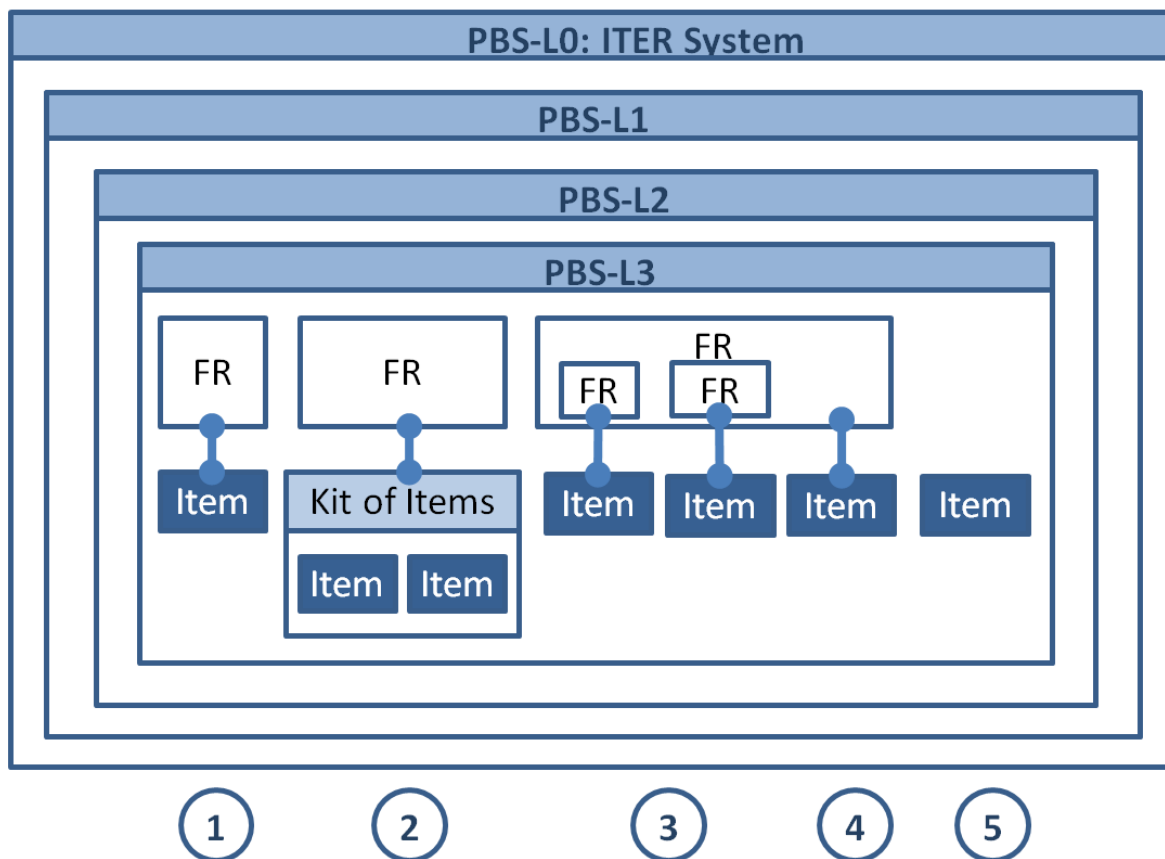 PBS-L0: ITER System
PBS-L1
PBS-L2
PBS-L3
FR
FR
FR
FR
FR
Item
Kit of Items
Item
Item
Item
Item
Item
Item
1
2
3
4
5